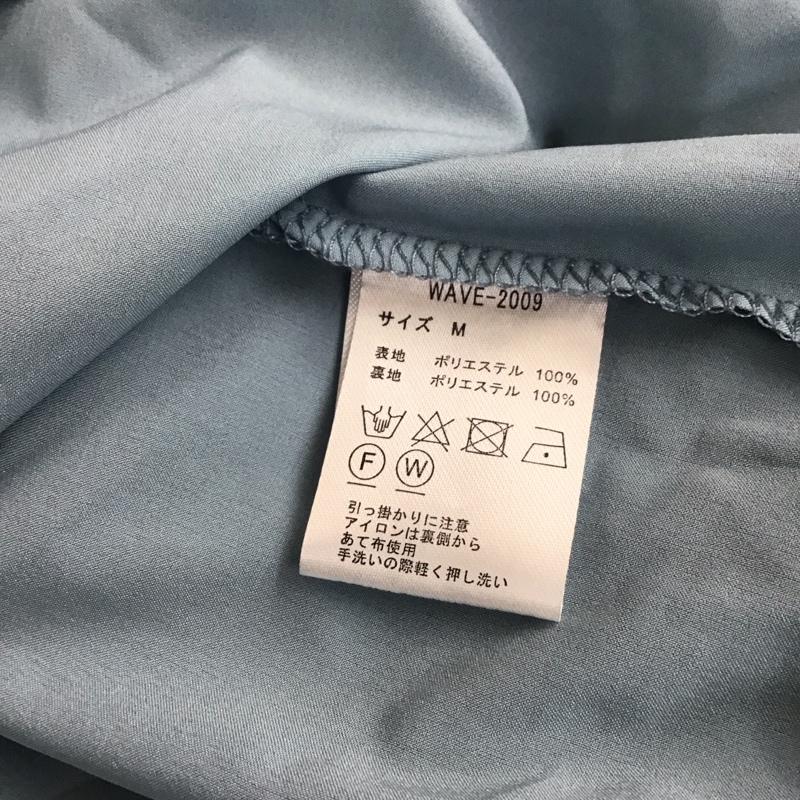 WAVE-2009
サイズ M
表地 ポリエステル 100%
裏地 ポリエステル 100%
F W
引っ掛かりに注意
アイロンは裏側から
あて布使用
手洗いの際軽く押し洗い